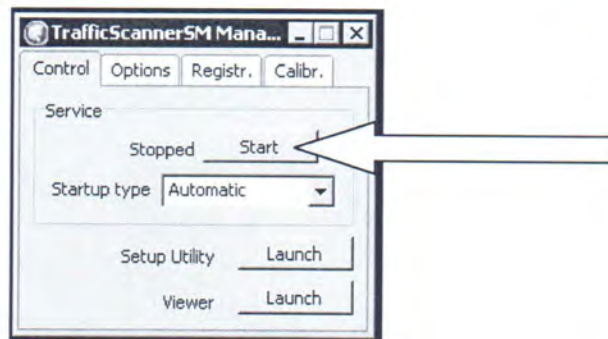 TrafficScannerSM Mana...
Control Options Registr. Calibr.
Service
Stopped Start
Startup type Automatic
Setup Utility Launch
Viewer Launch